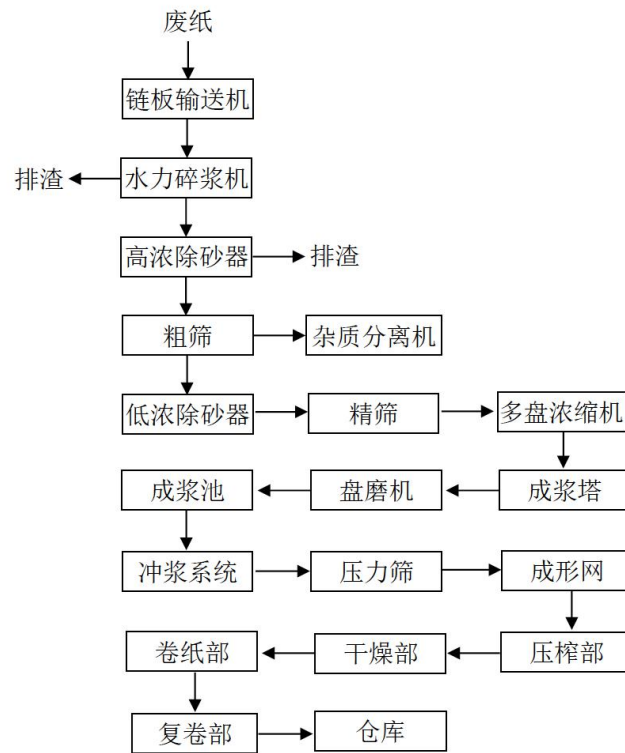 废纸
链板输送机
排渣
水力碎浆机
高浓除砂器
排渣
粗筛
杂质分离机
低浓除砂器
精筛
多盘浓缩机
成浆池
盘磨机
成浆塔
冲浆系统
压力筛
成形网
卷纸部
干燥部
压榨部
复卷部
仓库